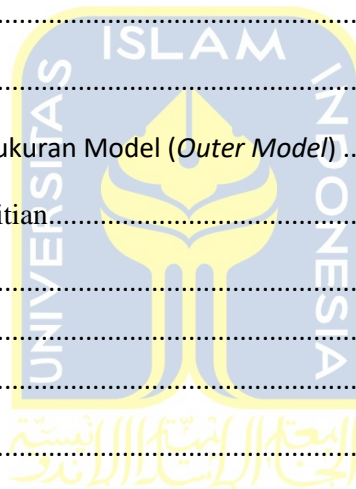 ISLAM
UNIVERSITAS
INDONESIA
ukuran Model (Outer Model) ..
itian..........................................